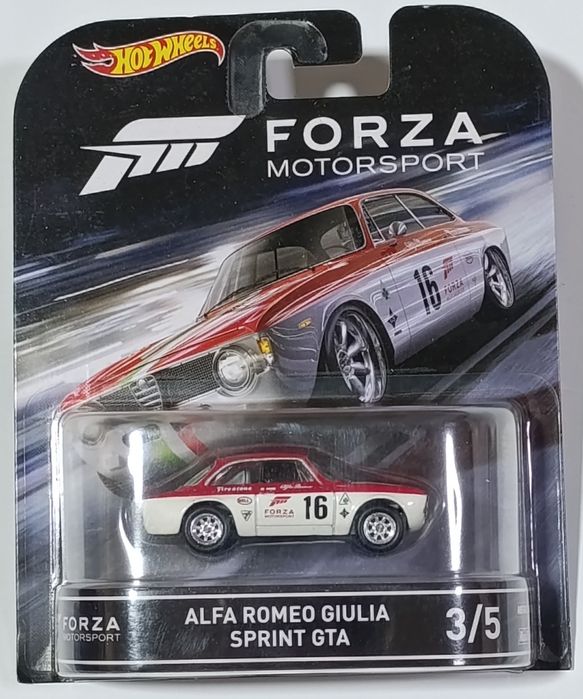 Hot Wheels
FORZA
MOTORSPORT
16
FORZA
Firestone
BELL
FORZA
MOTORSPORT
16
FORZA
MOTORSPORT
ALFA ROMEO GIULIA
SPRINT GTA
3/5